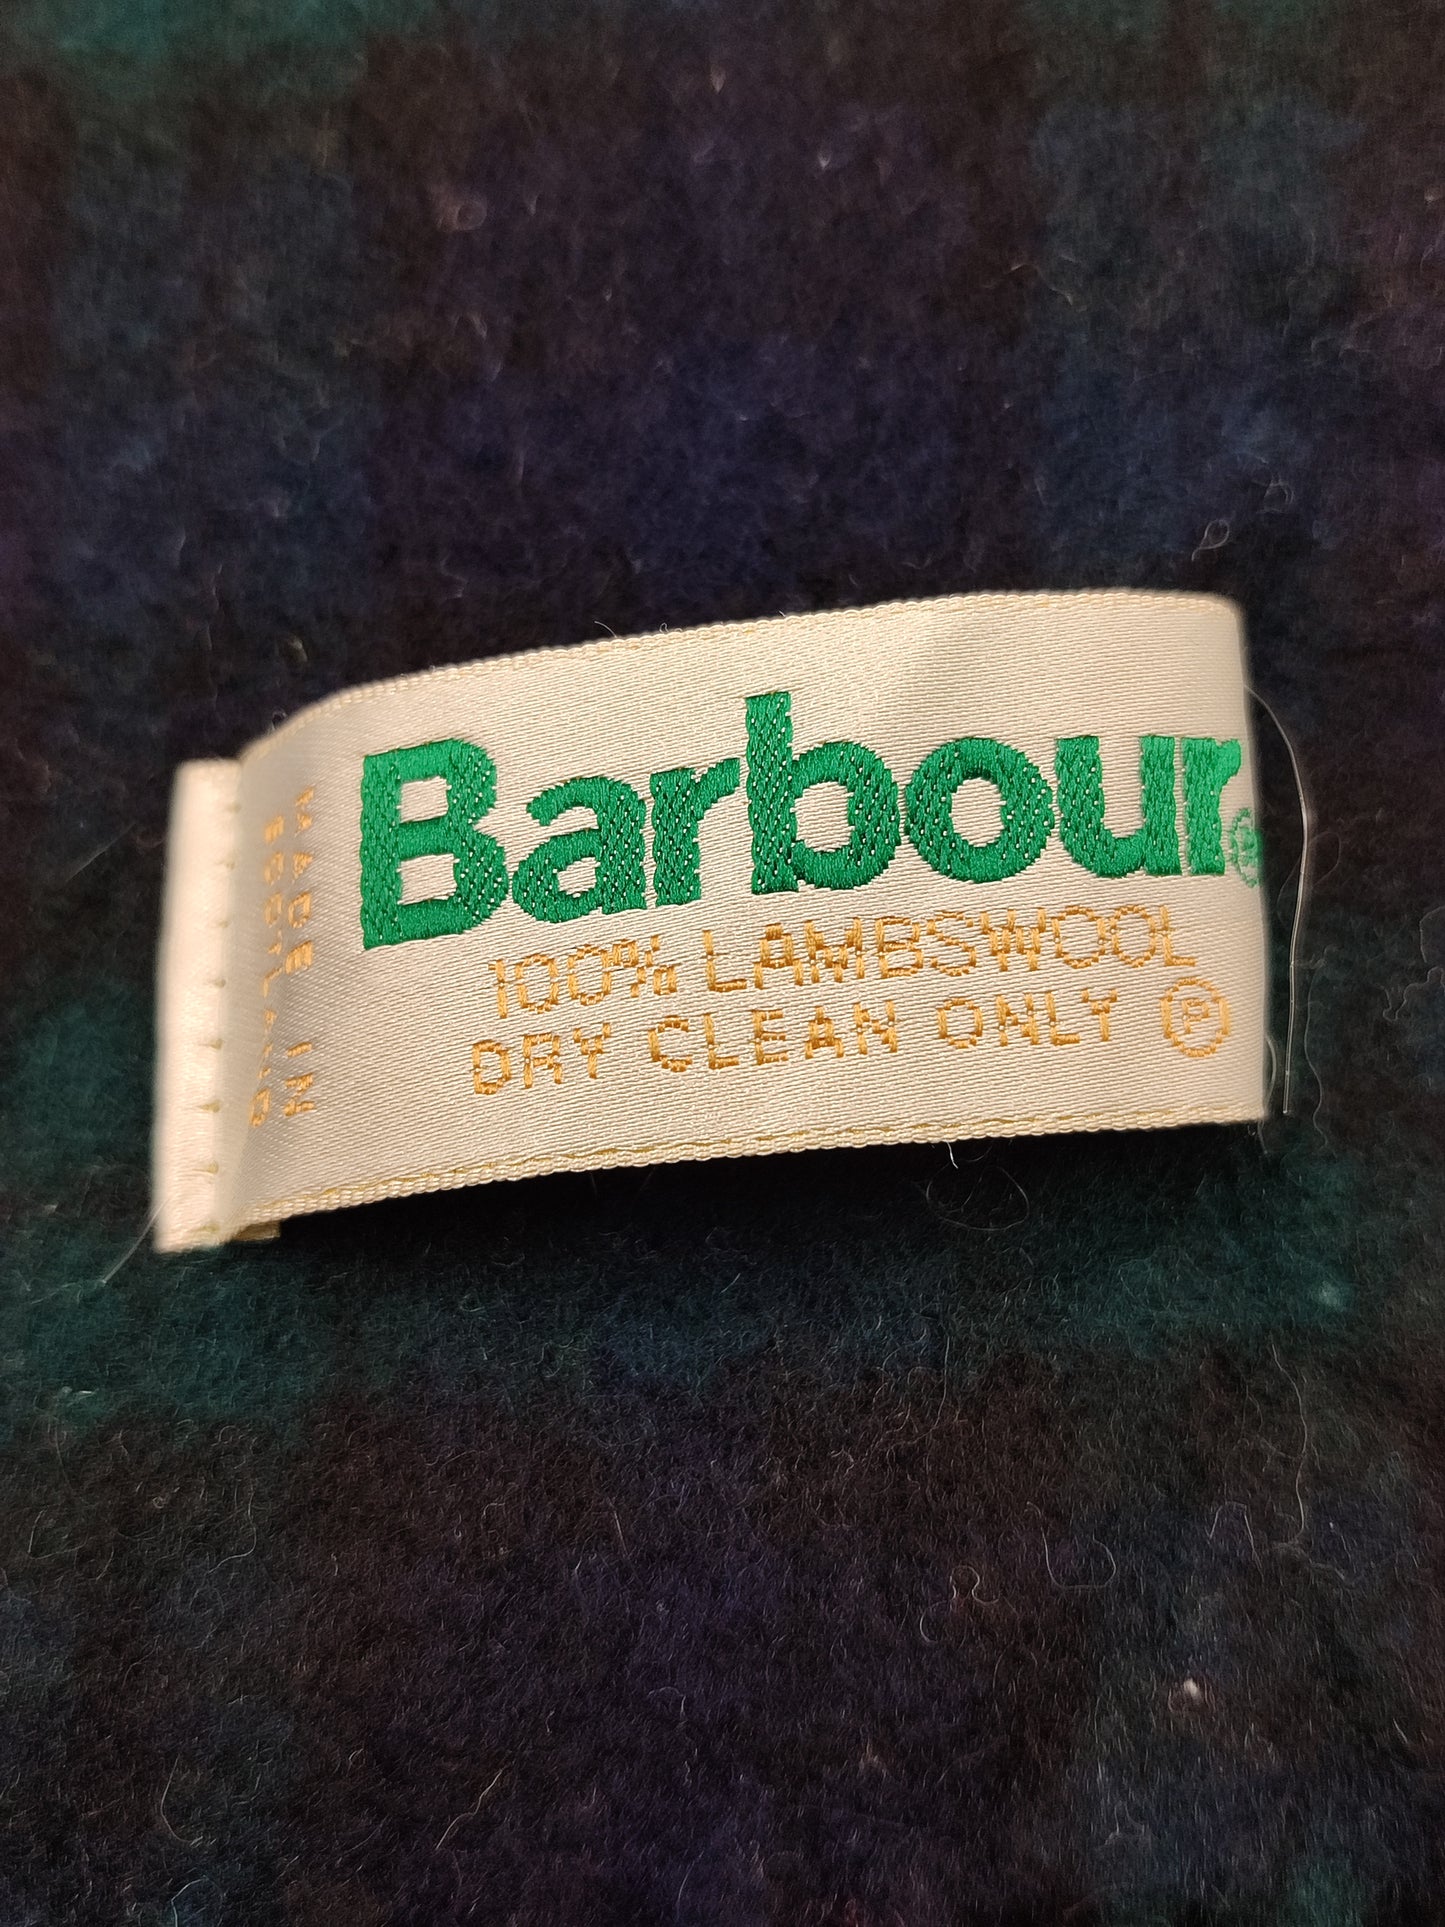 Barbour®
100% LAMBSWOOL
DRY CLEAN ONLY Ⓟ
MADE IN
SCOTLAND